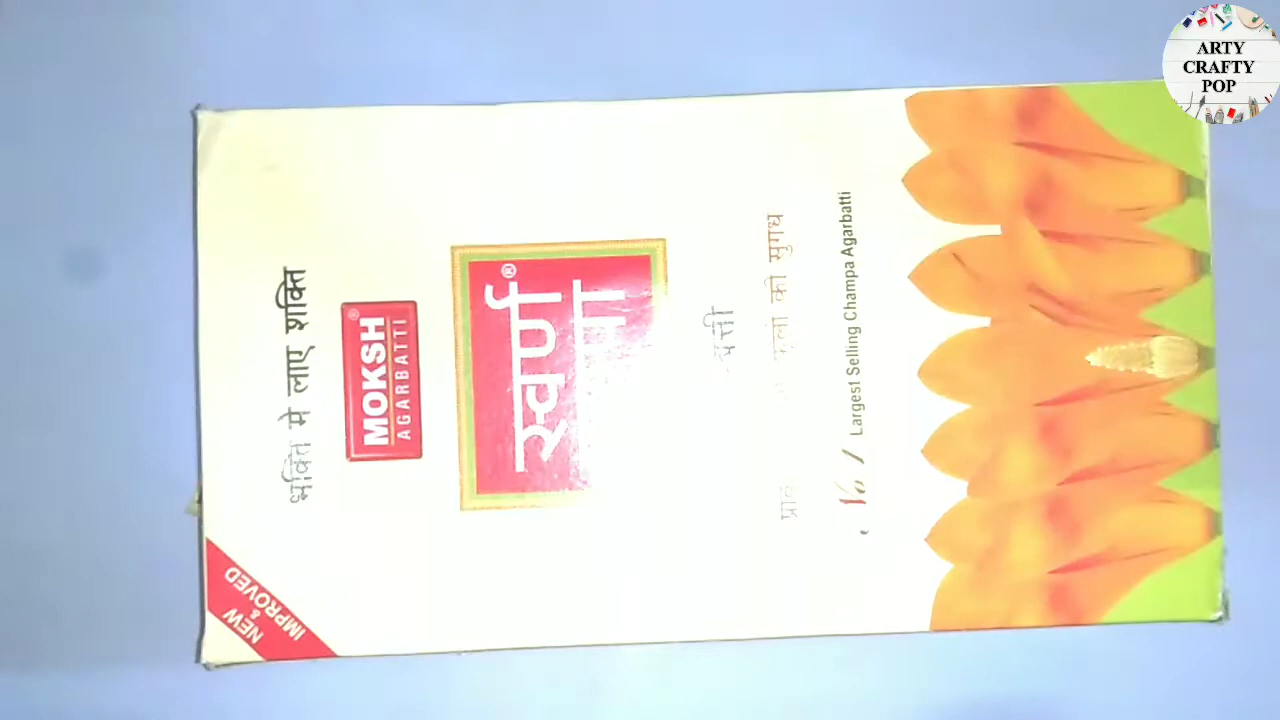 ARTY
CRAFTY
POP
भक्ति मे लाए शक्ति
MOKSH®
AGARBATTI
स्वर्ण®
की सुगंध
No 1 Largest Selling Champa Agarbatti
NEW
&
IMPROVED